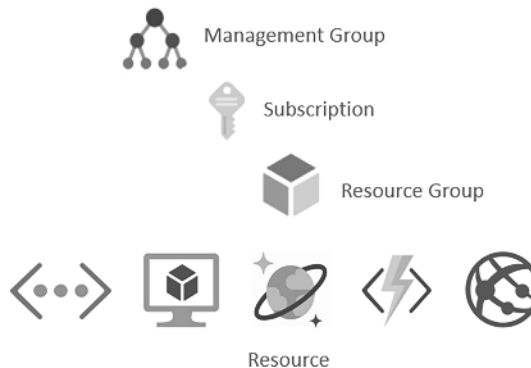 Management Group
Subscription
Resource Group
Resource